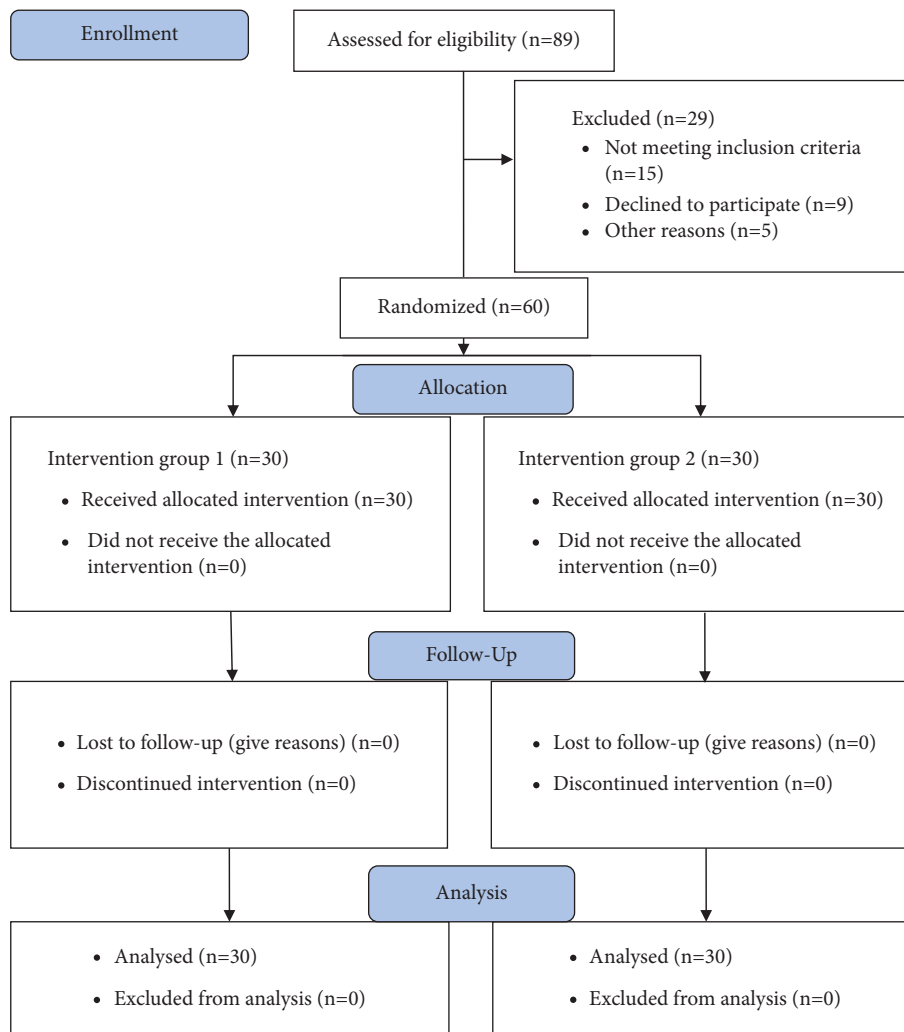 Enrollment
Assessed for eligibility (n=89)
Excluded (n=29)
• Not meeting inclusion criteria
(n=15)
• Declined to participate (n=9)
• Other reasons (n=5)
Randomized (n=60)
Allocation
Intervention group 1 (n=30)
• Received allocated intervention (n=30)
• Did not receive the allocated
intervention (n=0)
Intervention group 2 (n=30)
• Received allocated intervention (n=30)
• Did not receive the allocated
intervention (n=0)
Follow-Up
• Lost to follow-up (give reasons) (n=0)
• Discontinued intervention (n=0)
• Lost to follow-up (give reasons) (n=0)
• Discontinued intervention (n=0)
Analysis
• Analysed (n=30)
• Excluded from analysis (n=0)
• Analysed (n=30)
• Excluded from analysis (n=0)